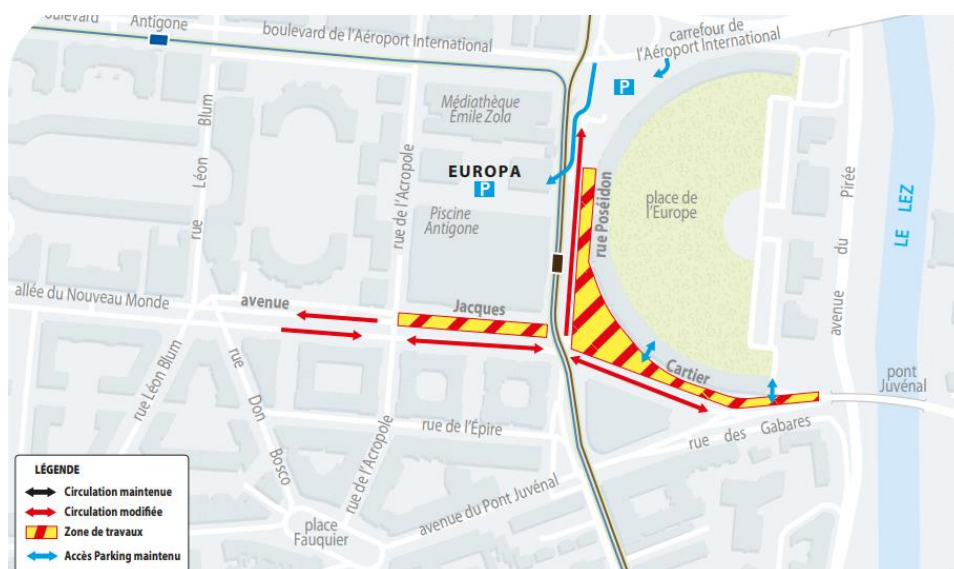 boulevard
Antigone
boulevard de l'Aéroport International
carrefour de
l'Aéroport International
P
Médiathèque
Émile Zola
EUROPA
P
Piscine
Antigone
rue Léon Blum
rue de l'Acropole
rue Poséidon
place de
l'Europe
avenue du Pirée
LE LEZ
allée du Nouveau Monde
avenue Jacques Cartier
pont
Juvénal
rue Léon Blum
rue Don Bosco
rue de l'Acropole
rue de l'Épire
rue des Gabares
avenue du Pont Juvénal
place
Fauquier
LÉGENDE
Circulation maintenue
Circulation modifiée
Zone de travaux
Accès Parking maintenu